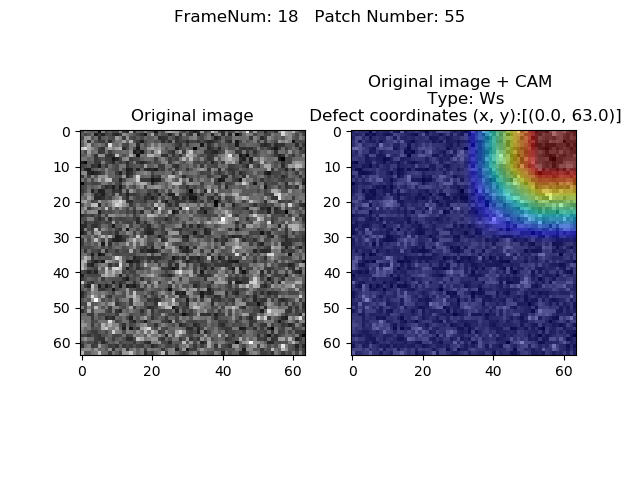 FrameNum: 18   Patch Number: 55
Original image
0
10
20
30
40
50
60
0 20 40 60
Original image + CAM
Type: Ws
Defect coordinates (x, y):[(0.0, 63.0)]
0
10
20
30
40
50
60
0 20 40 60